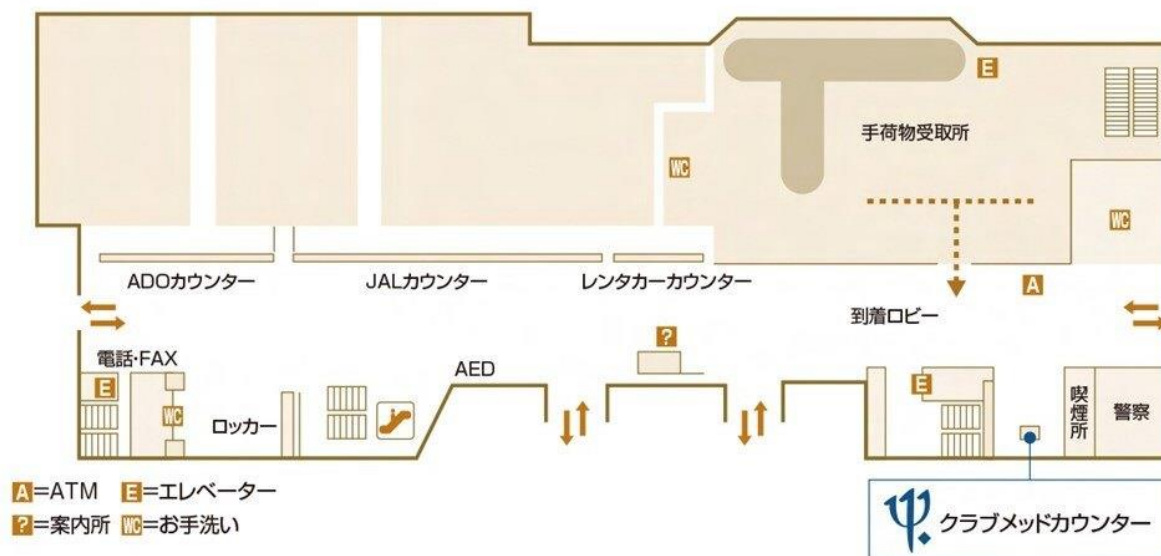 E
手荷物受取所
WC
WC
ADOカウンター
JALカウンター
レンタカーカウンター
A
到着ロビー
?
電話・FAX
AED
E
E
WC
ロッカー
喫煙所
警察
A=ATM E=エレベーター
?=案内所 WC=お手洗い
クラブメッドカウンター